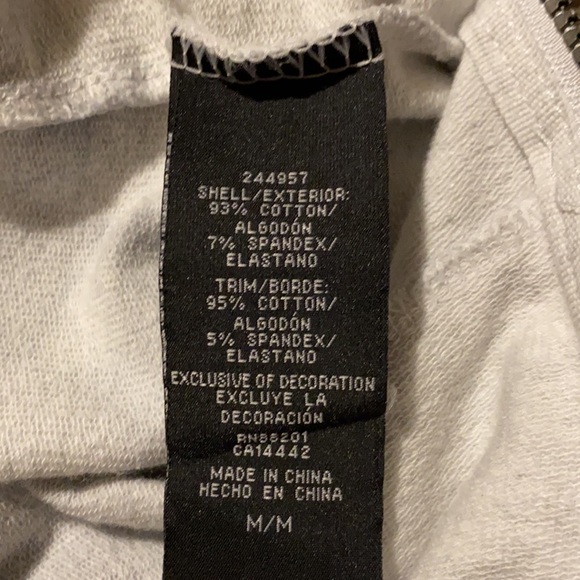 244957
SHELL/EXTERIOR:
93% COTTON/
ALGODÓN
7% SPANDEX/
ELASTANO
TRIM/BORDE:
95% COTTON/
ALGODÓN
5% SPANDEX/
ELASTANO
EXCLUSIVE OF DECORATION
EXCLUYE LA
DECORACIÓN
CA14442
MADE IN CHINA
HECHO EN CHINA
M/M